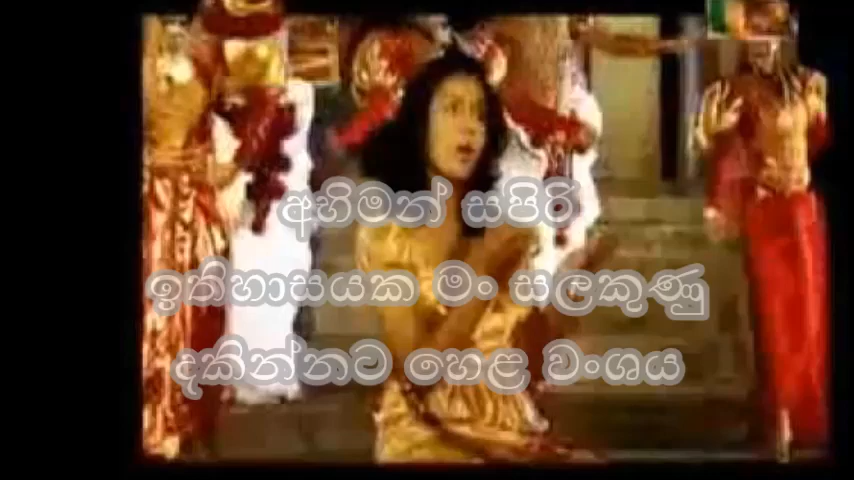 අභිමන් සපිරි
ඉතිහාසයක මං සලකුණු
දකින්නට හෙළ වංශය